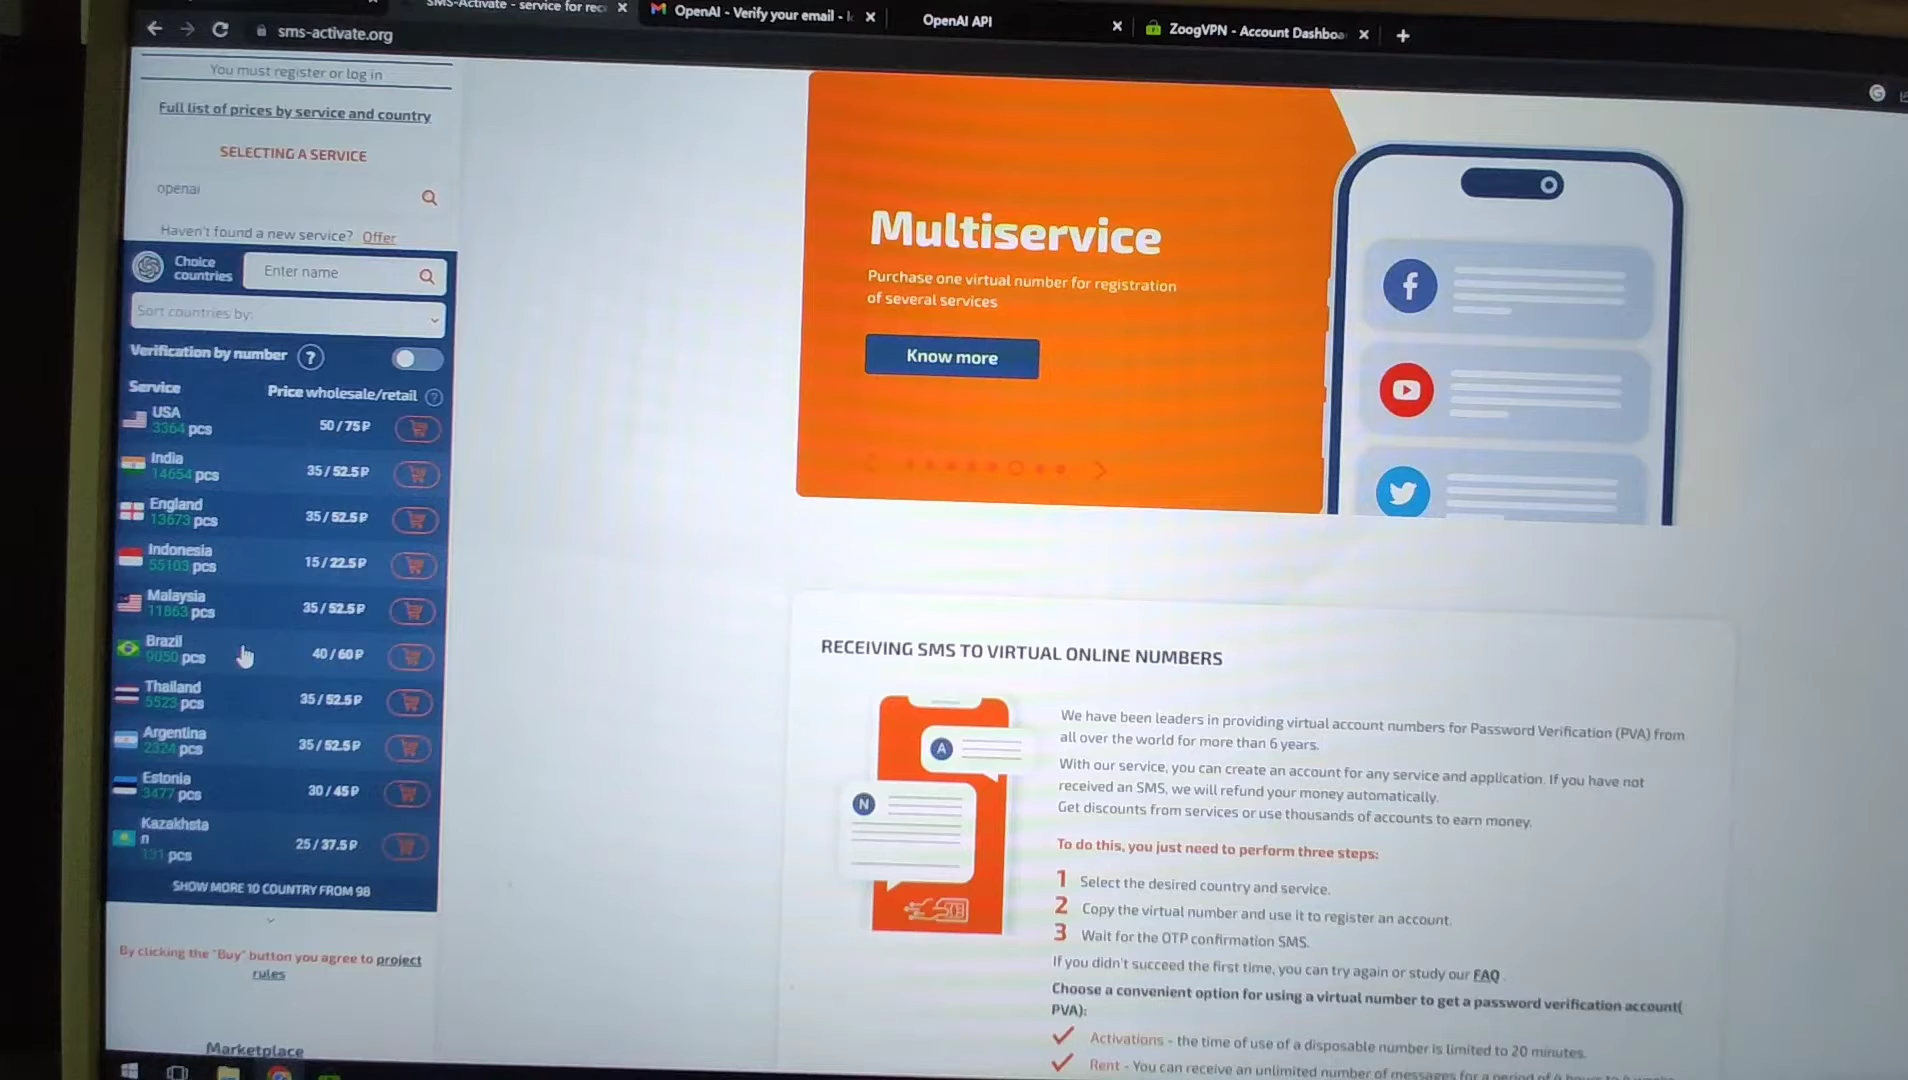 SMS-Activate - service for rec
OpenAI - Verify your email - k
OpenAI API
ZoogVPN - Account Dashboa
sms-activate.org
You must register or log in
Full list of prices by service and country
SELECTING A SERVICE
openai
Haven't found a new service? Offer
Choice countries
Enter name
Sort countries by:
Verification by number ?
Service Price wholesale/retail ?
USA
3364 pcs
50 / 75₽
India
14654 pcs
35 / 52.5₽
England
13673 pcs
35 / 52.5₽
Indonesia
55103 pcs
15 / 22.5₽
Malaysia
11863 pcs
35 / 52.5₽
Brazil
9050 pcs
40 / 60₽
Thailand
5523 pcs
35 / 52.5₽
Argentina
2324 pcs
35 / 52.5₽
Estonia
3477 pcs
30 / 45₽
Kazakhsta
n
131 pcs
25 / 37.5₽
SHOW MORE 10 COUNTRY FROM 98
By clicking the "Buy" button you agree to project
rules
Marketplace
Multiservice
Purchase one virtual number for registration
of several services
Know more
RECEIVING SMS TO VIRTUAL ONLINE NUMBERS
A
N
We have been leaders in providing virtual account numbers for Password Verification (PVA) from
all over the world for more than 6 years.
With our service, you can create an account for any service and application. If you have not
received an SMS, we will refund your money automatically.
Get discounts from services or use thousands of accounts to earn money.
To do this, you just need to perform three steps:
1 Select the desired country and service.
2 Copy the virtual number and use it to register an account.
3 Wait for the OTP confirmation SMS.
If you didn't succeed the first time, you can try again or study our FAQ .
Choose a convenient option for using a virtual number to get a password verification account(
PVA):
Activations - the time of use of a disposable number is limited to 20 minutes.
Rent - You can receive an unlimited number of messages for a period of